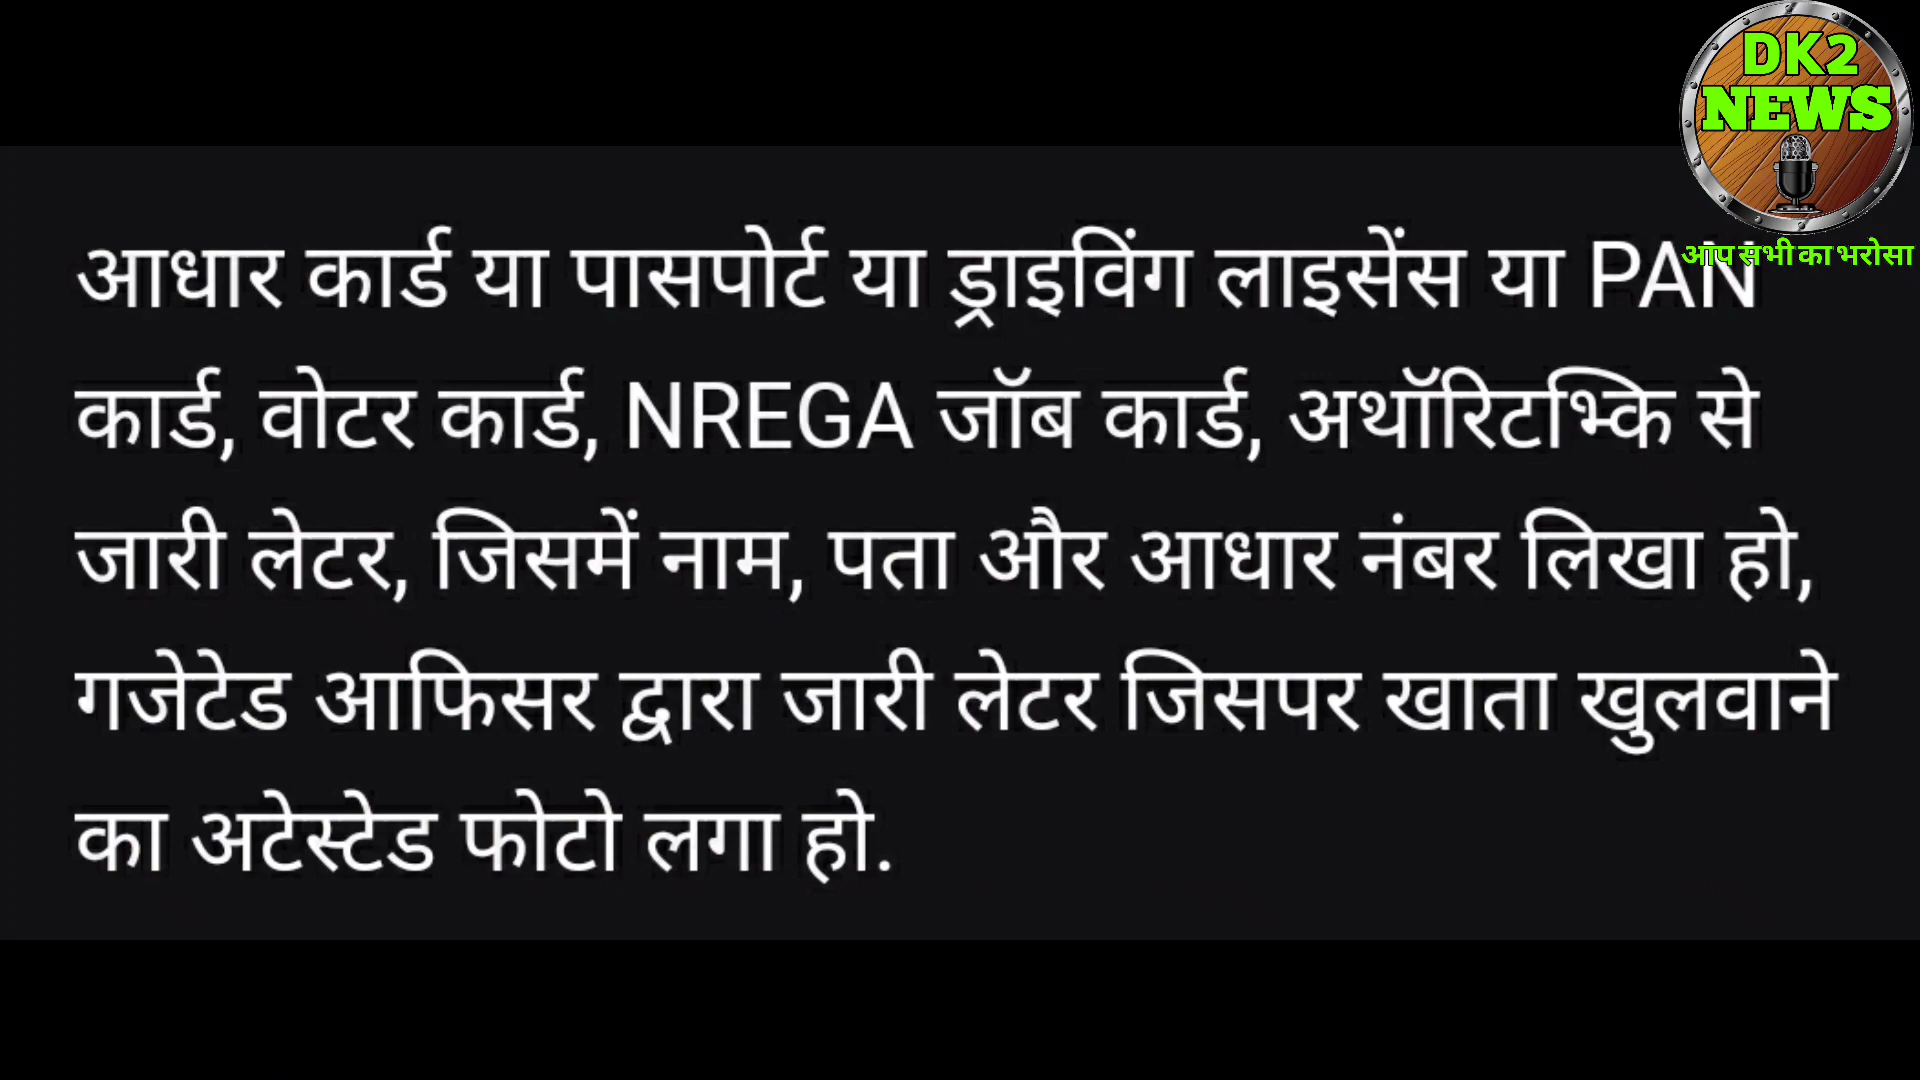 DK2
NEWS
आप सभी का भरोसा
आधार कार्ड या पासपोर्ट या ड्राइविंग लाइसेंस या PAN
कार्ड, वोटर कार्ड, NREGA जॉब कार्ड, अथॉरिटभ्कि से
जारी लेटर, जिसमें नाम, पता और आधार नंबर लिखा हो,
गजेटेड आफिसर द्वारा जारी लेटर जिसपर खाता खुलवाने
का अटेस्टेड फोटो लगा हो.